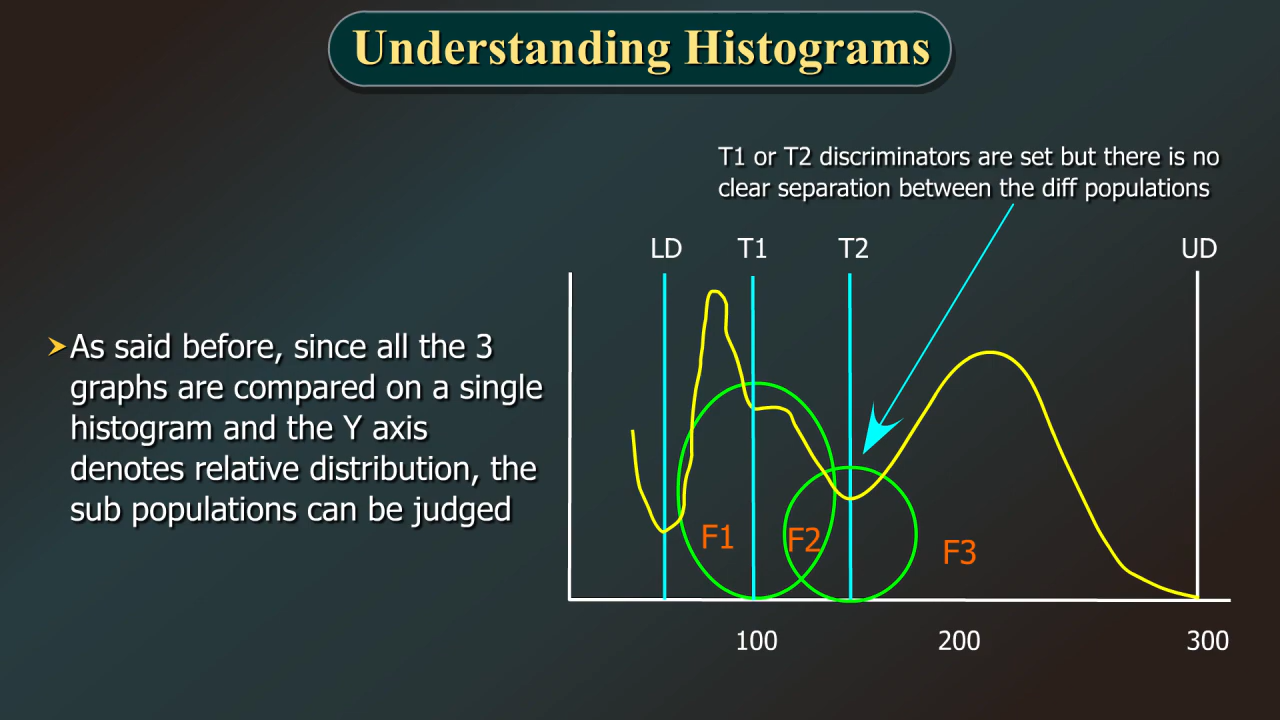 Understanding Histograms
T1 or T2 discriminators are set but there is no
clear separation between the diff populations
LD T1 T2 UD
As said before, since all the 3
graphs are compared on a single
histogram and the Y axis
denotes relative distribution, the
sub populations can be judged
F1 F2 F3
100 200 300